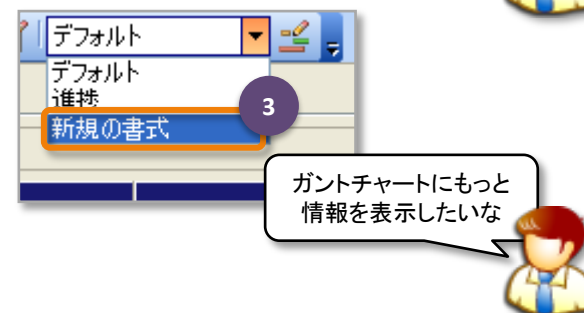 デフォルト
デフォルト
進捗
新規の書式
3
ガントチャートにもっと
情報を表示したいな